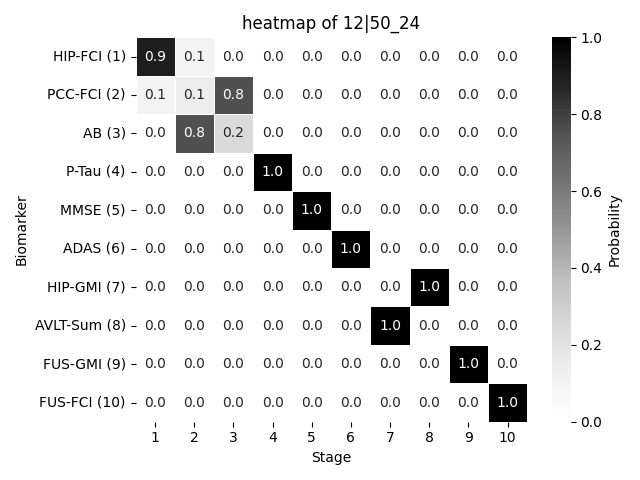 heatmap of 12|50_24
HIP-FCI (1) 0.9 0.1 0.0 0.0 0.0 0.0 0.0 0.0 0.0 0.0
PCC-FCI (2) 0.1 0.1 0.8 0.0 0.0 0.0 0.0 0.0 0.0 0.0
AB (3) 0.0 0.8 0.2 0.0 0.0 0.0 0.0 0.0 0.0 0.0
P-Tau (4) 0.0 0.0 0.0 1.0 0.0 0.0 0.0 0.0 0.0 0.0
MMSE (5) 0.0 0.0 0.0 0.0 1.0 0.0 0.0 0.0 0.0 0.0
ADAS (6) 0.0 0.0 0.0 0.0 0.0 1.0 0.0 0.0 0.0 0.0
HIP-GMI (7) 0.0 0.0 0.0 0.0 0.0 0.0 0.0 1.0 0.0 0.0
AVLT-Sum (8) 0.0 0.0 0.0 0.0 0.0 0.0 1.0 0.0 0.0 0.0
FUS-GMI (9) 0.0 0.0 0.0 0.0 0.0 0.0 0.0 0.0 1.0 0.0
FUS-FCI (10) 0.0 0.0 0.0 0.0 0.0 0.0 0.0 0.0 0.0 1.0
1 2 3 4 5 6 7 8 9 10
Stage
Biomarker
1.0
0.8
0.6
0.4
0.2
0.0
Probability